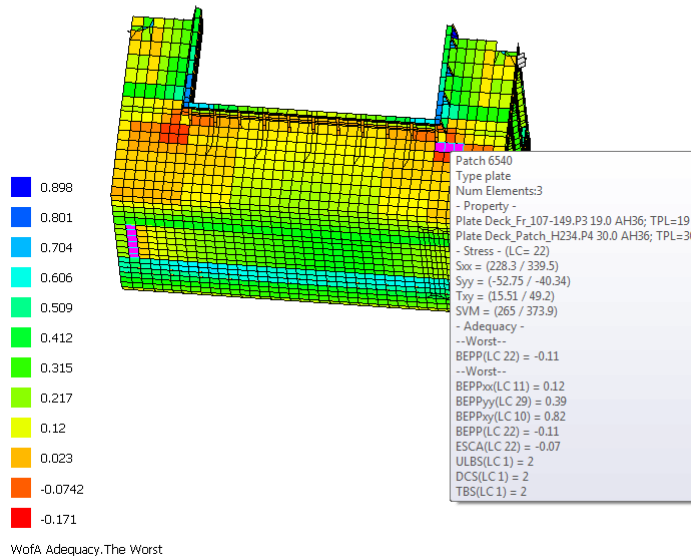 Patch 6540
Type plate
Num Elements:3
- Property -
Plate Deck_Fr_107-149.P3 19.0 AH36; TPL=19
Plate Deck_Patch_H234.P4 30.0 AH36; TPL=30
- Stress - (LC= 22)
Sxx = (228.3 / 339.5)
Syy = (-52.75 / -40.34)
Txy = (15.51 / 49.2)
SVM = (265 / 373.9)
- Adequacy -
--Worst--
BEPP(LC 22) = -0.11
--Worst--
BEPPxx(LC 11) = 0.12
BEPPyy(LC 29) = 0.39
BEPPxy(LC 10) = 0.82
BEPP(LC 22) = -0.11
ESCA(LC 22) = -0.07
ULBS(LC 1) = 2
DCS(LC 1) = 2
TBS(LC 1) = 2
0.898
0.801
0.704
0.606
0.509
0.412
0.315
0.217
0.12
0.023
-0.0742
-0.171
WofA Adequacy.The Worst